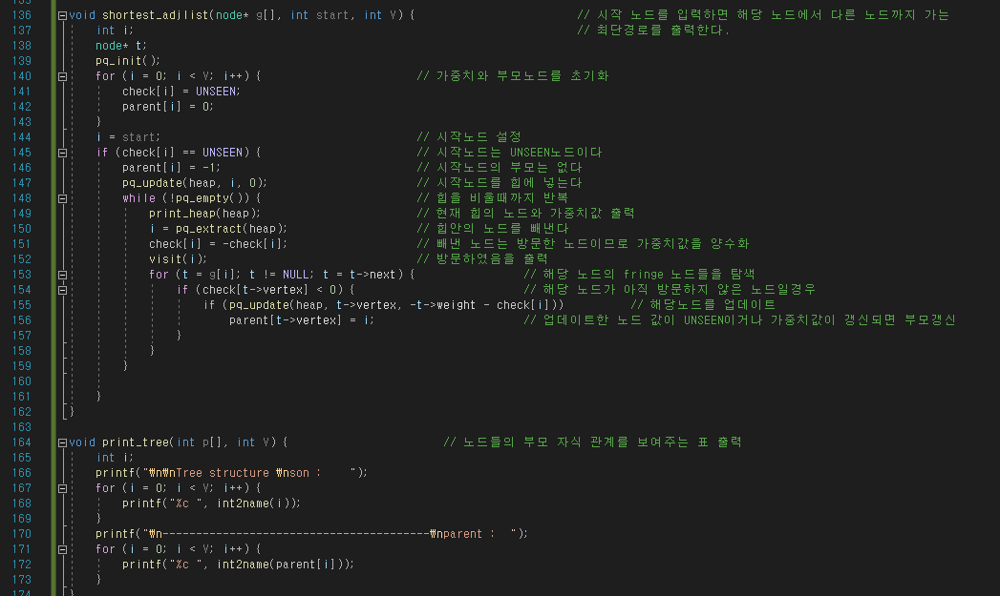 135
136 void shortest_adjlist(node* g[], int start, int V) { // 시작 노드를 입력하면 해당 노드에서 다른 노드까지 가는
137 int i; // 최단경로를 출력한다.
138 node* t;
139 pq_init();
140 for (i = 0; i < V; i++) { // 가중치와 부모노드를 초기화
141 check[i] = UNSEEN;
142 parent[i] = 0;
143 }
144 i = start; // 시작노드 설정
145 if (check[i] == UNSEEN) { // 시작노드는 UNSEEN노드이다
146 parent[i] = -1; // 시작노드의 부모는 없다
147 pq_update(heap, i, 0); // 시작노드를 힙에 넣는다
148 while (!pq_empty()) { // 힙을 비울때까지 반복
149 print_heap(heap); // 현재 힙의 노드와 가중치값 출력
150 i = pq_extract(heap); // 힙안의 노드를 빼낸다
151 check[i] = -check[i]; // 빼낸 노드는 방문한 노드이므로 가중치값을 양수화
152 visit(i); // 방문하였음을 출력
153 for (t = g[i]; t != NULL; t = t->next) { // 해당 노드의 fringe 노드들을 탐색
154 if (check[t->vertex] < 0) { // 해당 노드가 아직 방문하지 않은 노드일경우
155 if (pq_update(heap, t->vertex, -t->weight - check[i])) // 해당노드를 업데이트
156 parent[t->vertex] = i; // 업데이트한 노드 값이 UNSEEN이거나 가중치값이 갱신되면 부모갱신
157 }
158 }
159 }
160
161 }
162 }
163
164 void print_tree(int p[], int V) { // 노드들의 부모 자식 관계를 보여주는 표 출력
165 int i;
166 printf("₩n₩nTree structure ₩nson :    ");
167 for (i = 0; i < V; i++) {
168 printf("%c ", int2name(i));
169 }
170 printf("₩n----------------------------------------₩nparent :  ");
171 for (i = 0; i < V; i++) {
172 printf("%c ", int2name(parent[i]));
173 }
174 }